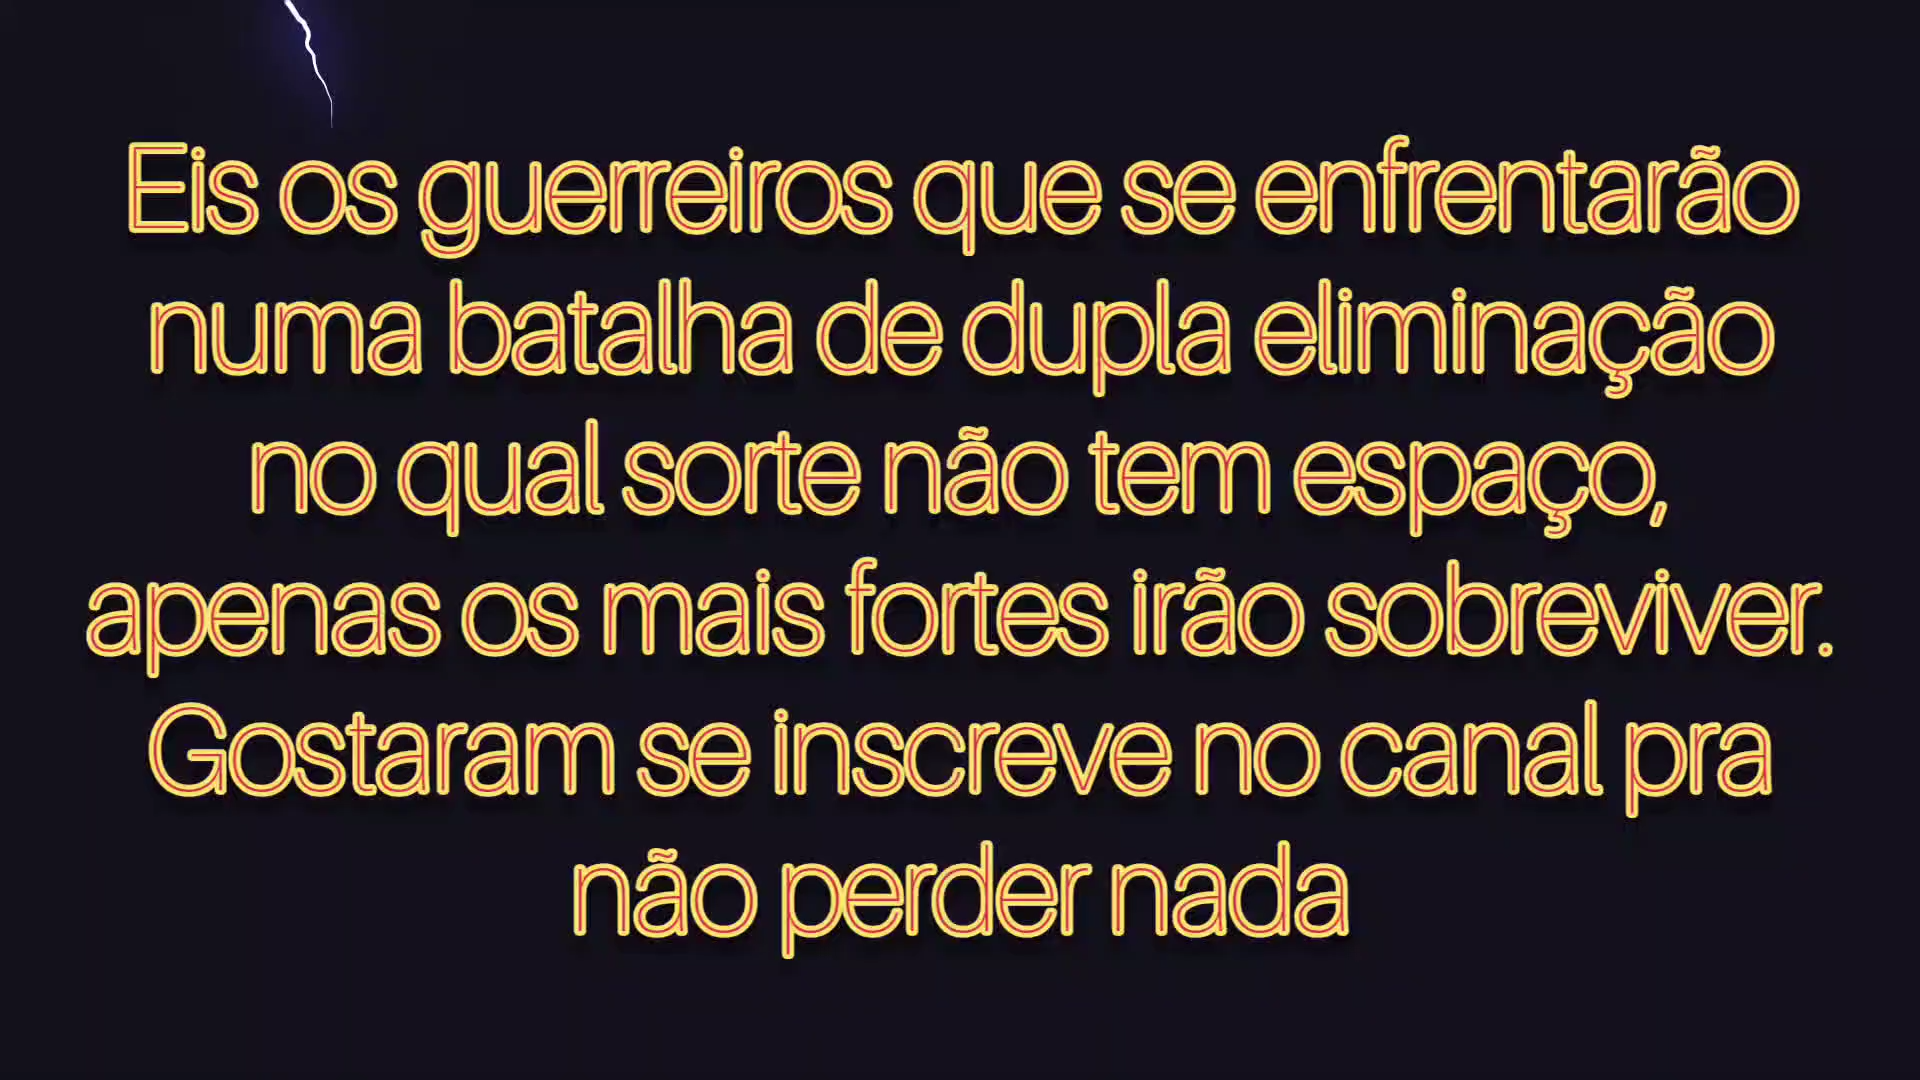 Eis os guerreiros que se enfrentarão
numa batalha de dupla eliminação
no qual sorte não tem espaço,
apenas os mais fortes irão sobreviver.
Gostaram se inscreve no canal pra
não perder nada